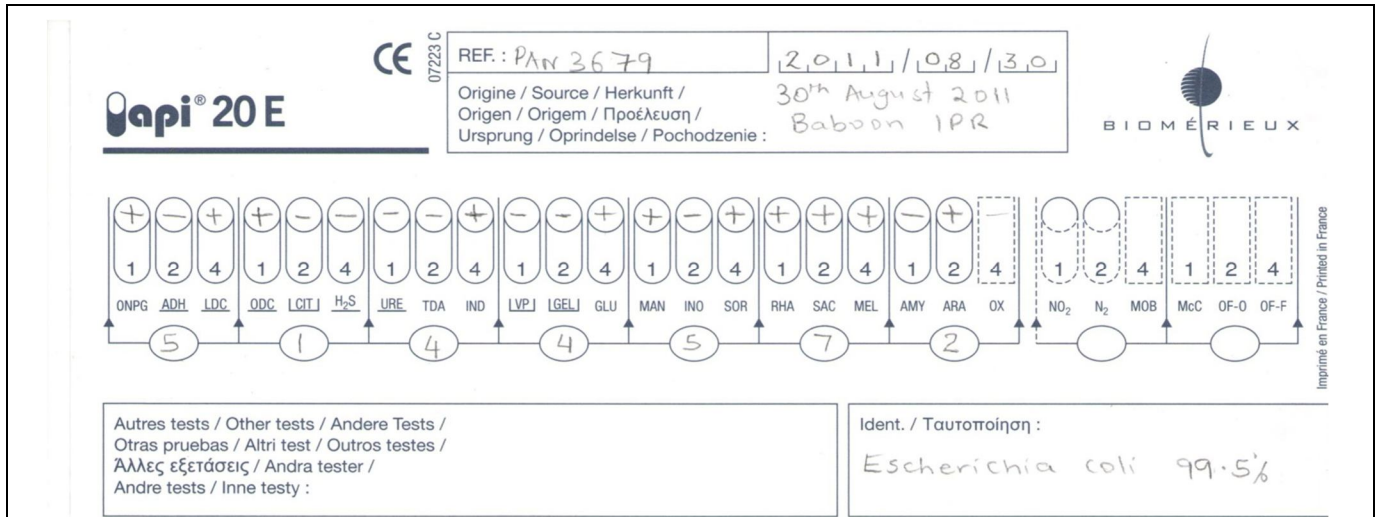 CE 07223 C
REF. : PAN 3679 2011/08/30
api® 20 E
Origine / Source / Herkunft /
Origen / Origem / Προέλευση /
Ursprung / Oprindelse / Pochodzenie :
30th August 2011
Baboon IPR
BIOMÉRIEUX
+ − + + − − − − + − − + + − + + + + − + −
1 2 4 1 2 4 1 2 4 1 2 4 1 2 4 1 2 4 1 2 4 1 2 4 1 2 4
ONPG ADH LDC ODC |CIT| H₂S URE TDA IND |VP| |GEL| GLU MAN INO SOR RHA SAC MEL AMY ARA OX NO₂ N₂ MOB McC OF-O OF-F
5 1 4 4 5 7 2
Imprimé en France / Printed in France
Autres tests / Other tests / Andere Tests /
Otras pruebas / Altri test / Outros testes /
Άλλες εξετάσεις / Andra tester /
Andre tests / Inne testy :
Ident. / Ταυτοποίηση :
Escherichia coli 99.5%